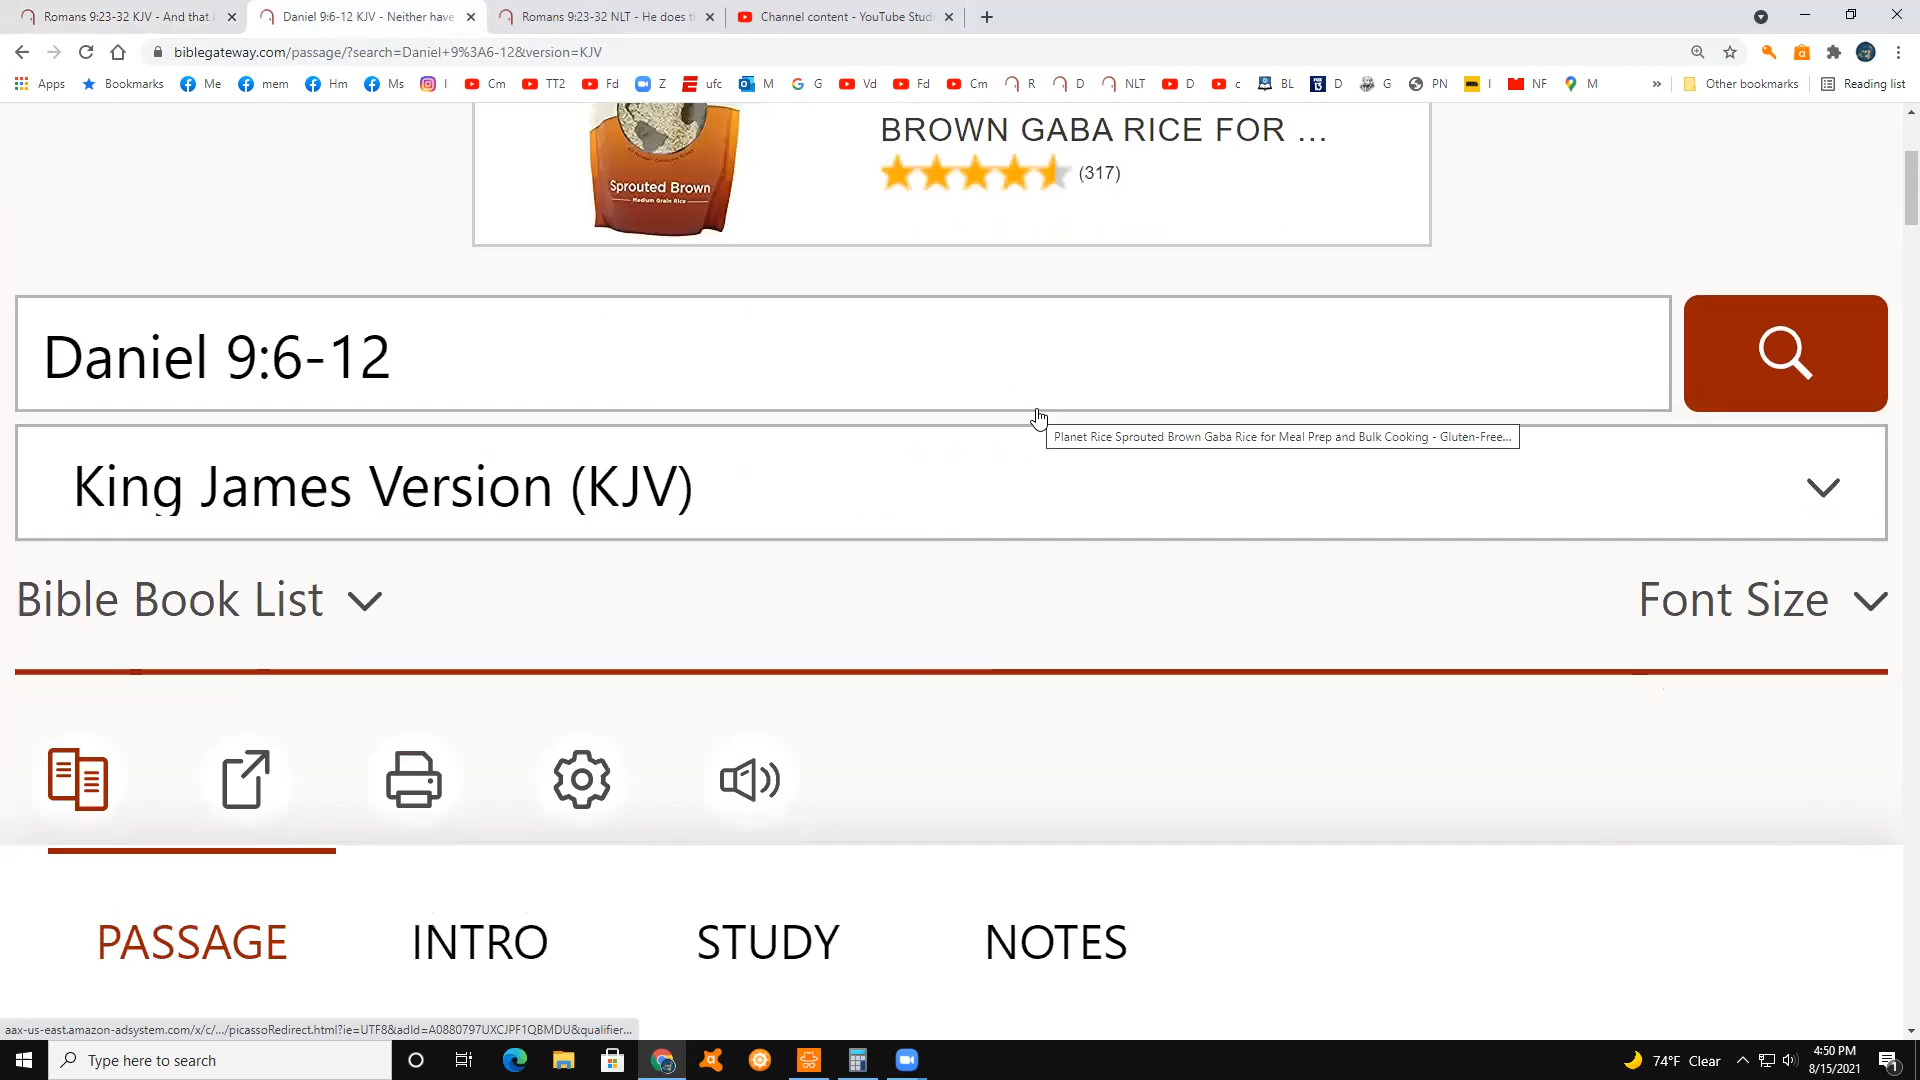 Romans 9:23-32 KJV - And that
Daniel 9:6-12 KJV - Neither have
Romans 9:23-32 NLT - He does t
Channel content - YouTube Stud
biblegateway.com/passage/?search=Daniel+9%3A6-12&version=KJV
Apps Bookmarks Me mem Hm Ms I Cm TT2 Fd Z ufc M G Vd Fd Cm R D NLT D c BL D G PN I NF M » Other bookmarks Reading list
BROWN GABA RICE FOR ...
(317)
Sprouted Brown
Medium Grain Rice
Daniel 9:6-12
Planet Rice Sprouted Brown Gaba Rice for Meal Prep and Bulk Cooking - Gluten-Free...
King James Version (KJV)
Bible Book List
Font Size
PASSAGE INTRO STUDY NOTES
aax-us-east.amazon-adsystem.com/x/c/.../picassoRedirect.html?ie=UTF8&adId=A0880797UXCJPF1QBMDU&qualifier...
Type here to search
74°F Clear
4:50 PM
8/15/2021
1